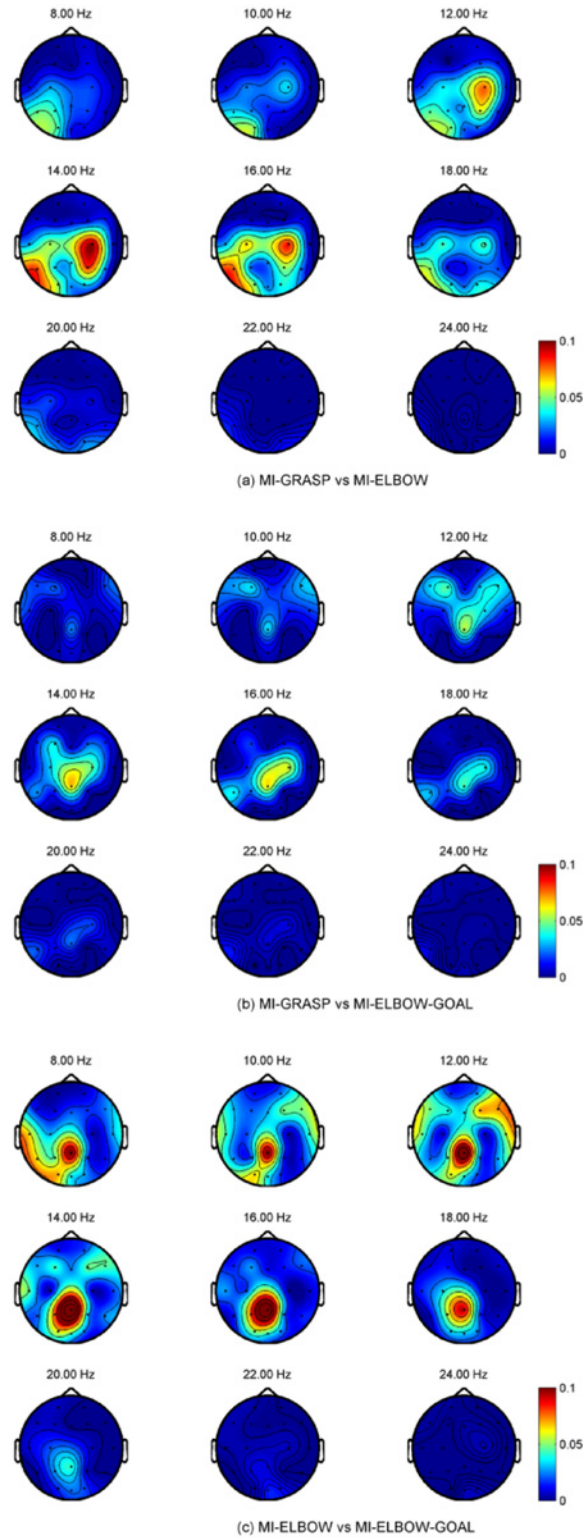 8.00 Hz 10.00 Hz 12.00 Hz
14.00 Hz 16.00 Hz 18.00 Hz
20.00 Hz 22.00 Hz 24.00 Hz
0.1
0.05
0
(a) MI-GRASP vs MI-ELBOW
8.00 Hz 10.00 Hz 12.00 Hz
14.00 Hz 16.00 Hz 18.00 Hz
20.00 Hz 22.00 Hz 24.00 Hz
0.1
0.05
0
(b) MI-GRASP vs MI-ELBOW-GOAL
8.00 Hz 10.00 Hz 12.00 Hz
14.00 Hz 16.00 Hz 18.00 Hz
20.00 Hz 22.00 Hz 24.00 Hz
0.1
0.05
0
(c) MI-ELBOW vs MI-ELBOW-GOAL